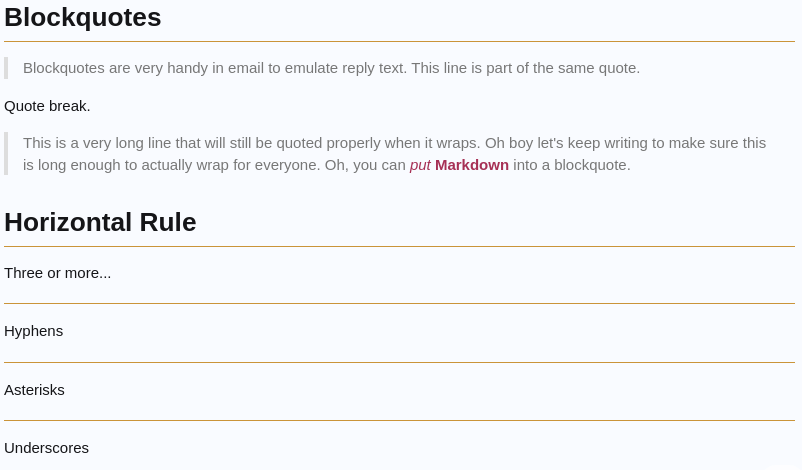 Blockquotes
Blockquotes are very handy in email to emulate reply text. This line is part of the same quote.
Quote break.
This is a very long line that will still be quoted properly when it wraps. Oh boy let's keep writing to make sure this
is long enough to actually wrap for everyone. Oh, you can put Markdown into a blockquote.
Horizontal Rule
Three or more...
Hyphens
Asterisks
Underscores